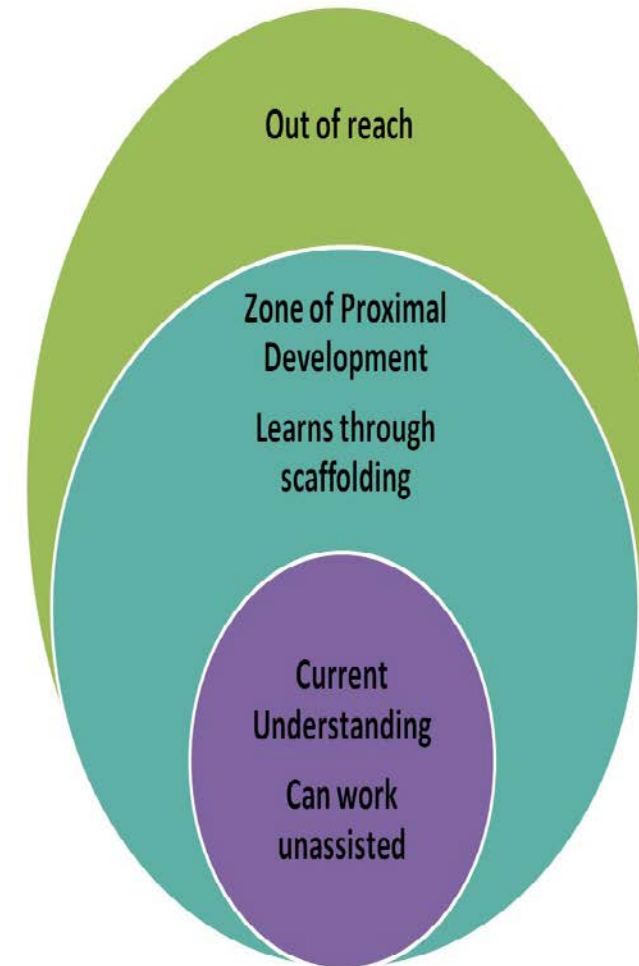 Out of reach
Zone of Proximal
Development
Learns through
scaffolding
Current
Understanding
Can work
unassisted